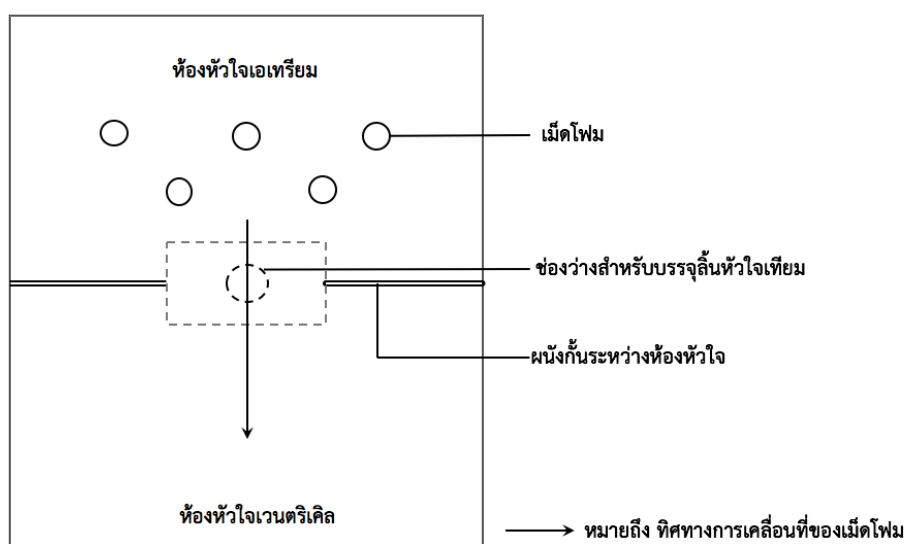 ห้องหัวใจเอเทรียม
เม็ดโฟม
ช่องว่างสำหรับบรรจุลิ้นหัวใจเทียม
ผนังกั้นระหว่างห้องหัวใจ
ห้องหัวใจเวนตริเคิล
หมายถึง ทิศทางการเคลื่อนที่ของเม็ดโฟม